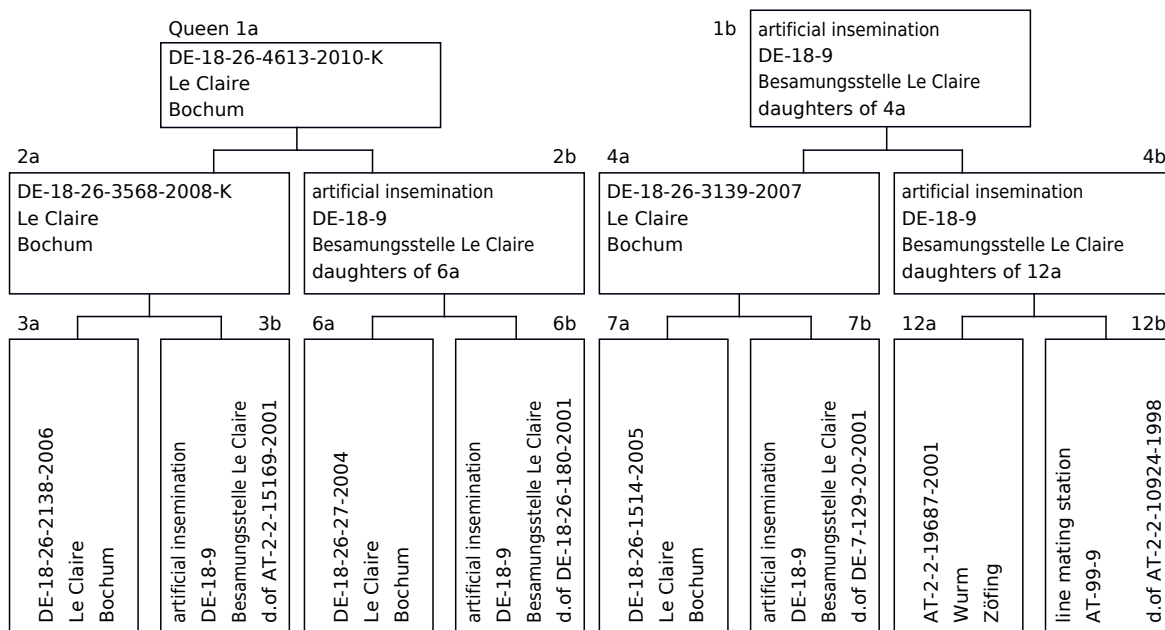 Queen 1a
DE-18-26-4613-2010-K
Le Claire
Bochum
1b
artificial insemination
DE-18-9
Besamungsstelle Le Claire
daughters of 4a
2a
DE-18-26-3568-2008-K
Le Claire
Bochum
2b
artificial insemination
DE-18-9
Besamungsstelle Le Claire
daughters of 6a
4a
DE-18-26-3139-2007
Le Claire
Bochum
4b
artificial insemination
DE-18-9
Besamungsstelle Le Claire
daughters of 12a
3a
DE-18-26-2138-2006
Le Claire
Bochum
3b
artificial insemination
DE-18-9
Besamungsstelle Le Claire
d.of AT-2-2-15169-2001
6a
DE-18-26-27-2004
Le Claire
Bochum
6b
artificial insemination
DE-18-9
Besamungsstelle Le Claire
d.of DE-18-26-180-2001
7a
DE-18-26-1514-2005
Le Claire
Bochum
7b
artificial insemination
DE-18-9
Besamungsstelle Le Claire
d.of DE-7-129-20-2001
12a
AT-2-2-19687-2001
Wurm
Zöfing
12b
line mating station
AT-99-9
d.of AT-2-2-10924-1998